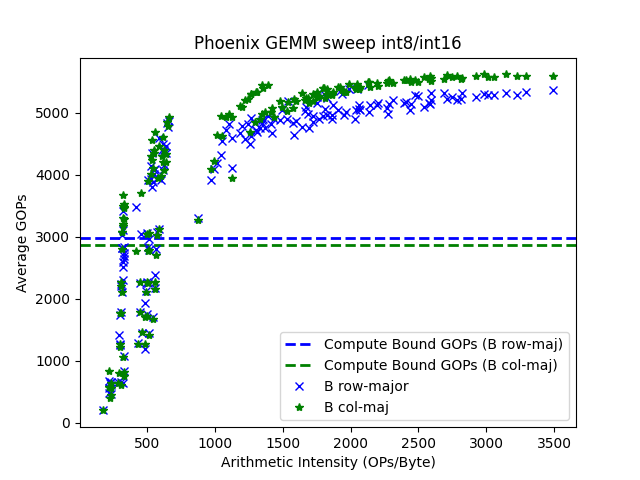 Phoenix GEMM sweep int8/int16
Average GOPs
5000
4000
3000
2000
1000
0
Compute Bound GOPs (B row-maj)
Compute Bound GOPs (B col-maj)
B row-major
B col-maj
500 1000 1500 2000 2500 3000 3500
Arithmetic Intensity (OPs/Byte)